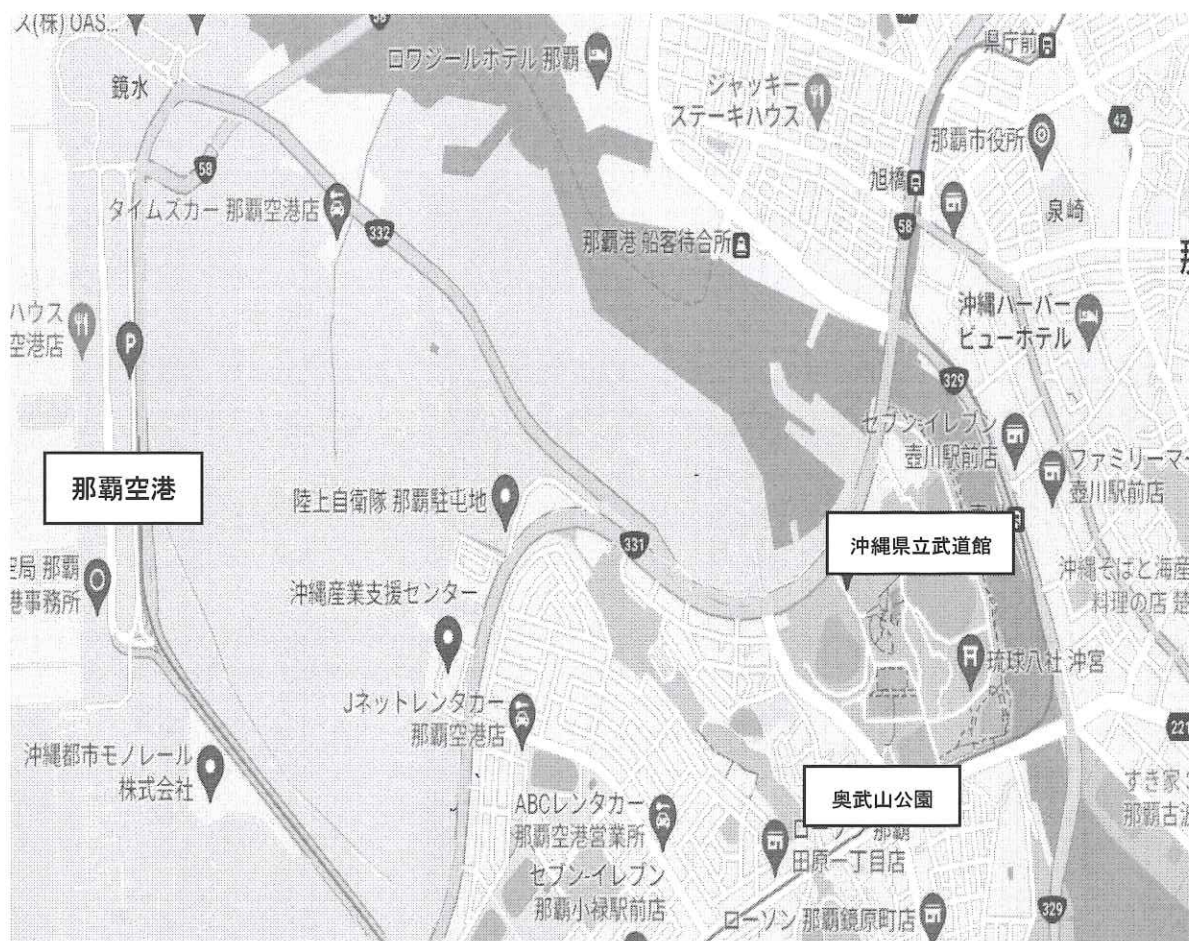 ス(株) OAS...
58
鏡水
ロワジールホテル 那覇
ジャッキー
ステーキハウス
県庁前
42
那覇市役所
58
旭橋
タイムズカー 那覇空港店
332
那覇港 船客待合所
58
泉崎
ハウス
空港店
P
沖縄ハーバー
ビューホテル
329
セブン-イレブン
壺川駅前店
ファミリーマー
壺川駅前店
那覇空港
陸上自衛隊 那覇駐屯地
331
沖縄県立武道館
局 那覇
港事務所
沖縄産業支援センター
沖縄そばと海産
料理の店 楚
琉球八社 沖宮
Jネットレンタカー
那覇空港店
221
沖縄都市モノレール
株式会社
奥武山公園
すき家
那覇古波
ABCレンタカー
那覇空港営業所
ローソン 那覇
田原一丁目店
セブン-イレブン
那覇小禄駅前店
ローソン 那覇鏡原町店
329